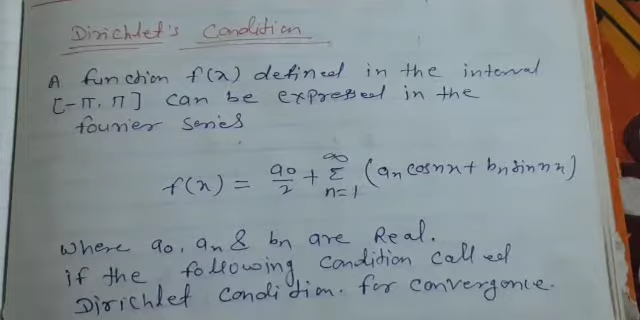 Dirichlet's Condition
A function f(x) defined in the interval
[-π, π] can be expressed in the
fourier series
f(x) = a₀/2 + ∞Σn=1 (aₙ cosnx + bₙ sinnx)
where a₀, aₙ & bₙ are Real.
if the following condition called
Dirichlet condition. for convergence.